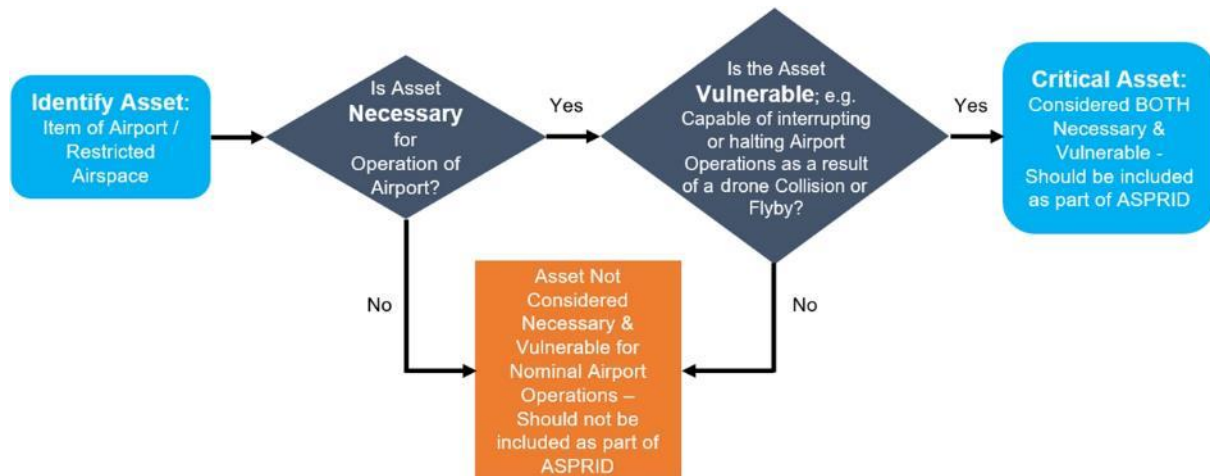 Identify Asset:
Item of Airport /
Restricted
Airspace
Is Asset
Necessary
for
Operation of
Airport?
Yes
Is the Asset
Vulnerable; e.g.
Capable of interrupting
or halting Airport
Operations as a result
of a drone Collision or
Flyby?
Yes
Critical Asset:
Considered BOTH
Necessary &
Vulnerable -
Should be included
as part of ASPRID
No
Asset Not
Considered
Necessary &
Vulnerable for
Nominal Airport
Operations –
Should not be
included as part of
ASPRID
No